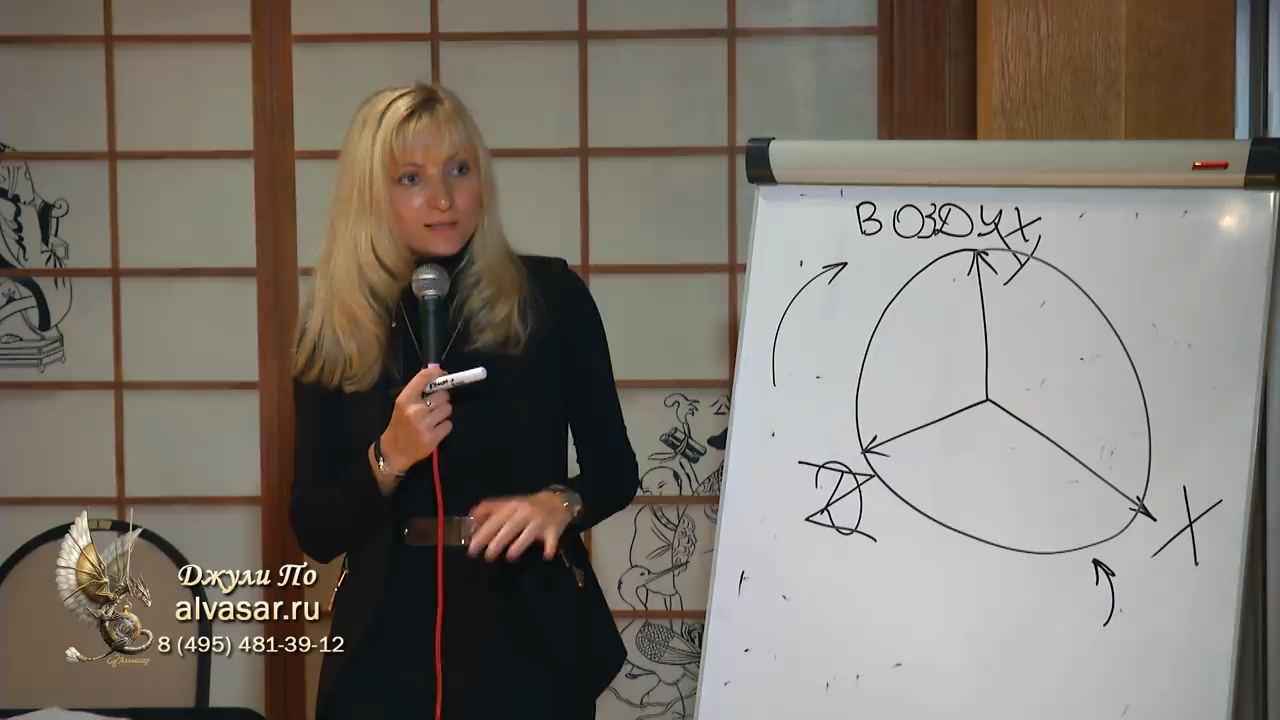 ВОЗДУХ
У
Z
X
Джули По
alvasar.ru
8 (495) 481-39-12